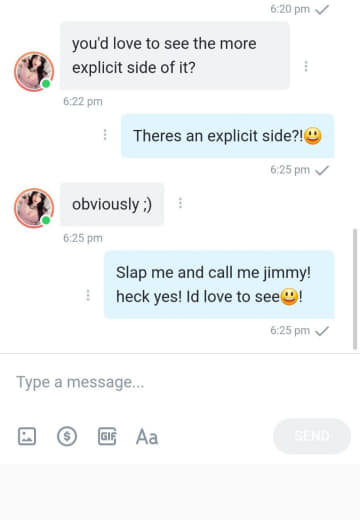 6:20 pm
you'd love to see the more
explicit side of it?
6:22 pm
Theres an explicit side?!😃
6:25 pm
obviously ;)
6:25 pm
Slap me and call me jimmy!
heck yes! Id love to see😃!
6:25 pm
Type a message...
GIF
Aa
SEND